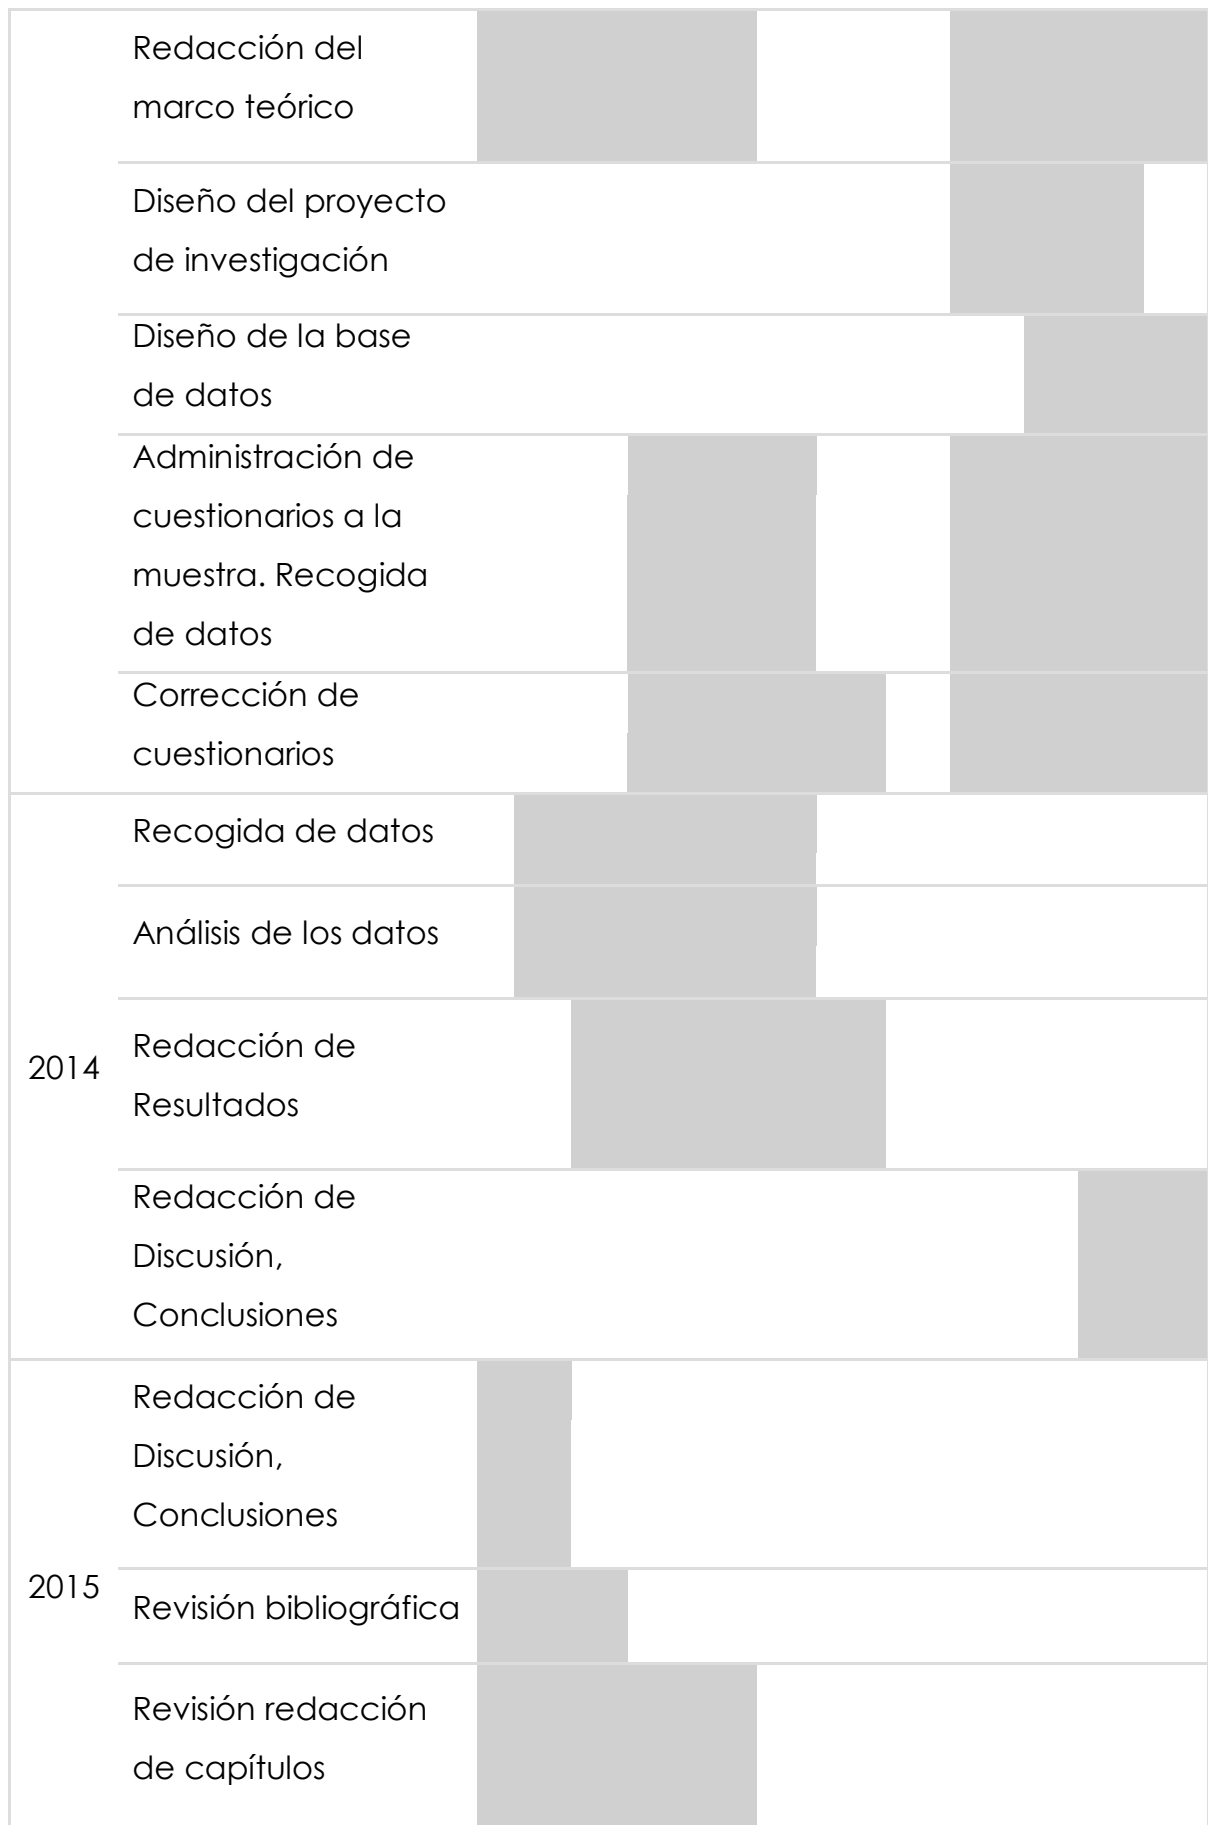 Redacción del
marco teórico
Diseño del proyecto
de investigación
Diseño de la base
de datos
Administración de
cuestionarios a la
muestra. Recogida
de datos
Corrección de
cuestionarios
2014
Recogida de datos
Análisis de los datos
Redacción de
Resultados
Redacción de
Discusión,
Conclusiones
2015
Redacción de
Discusión,
Conclusiones
Revisión bibliográfica
Revisión redacción
de capítulos